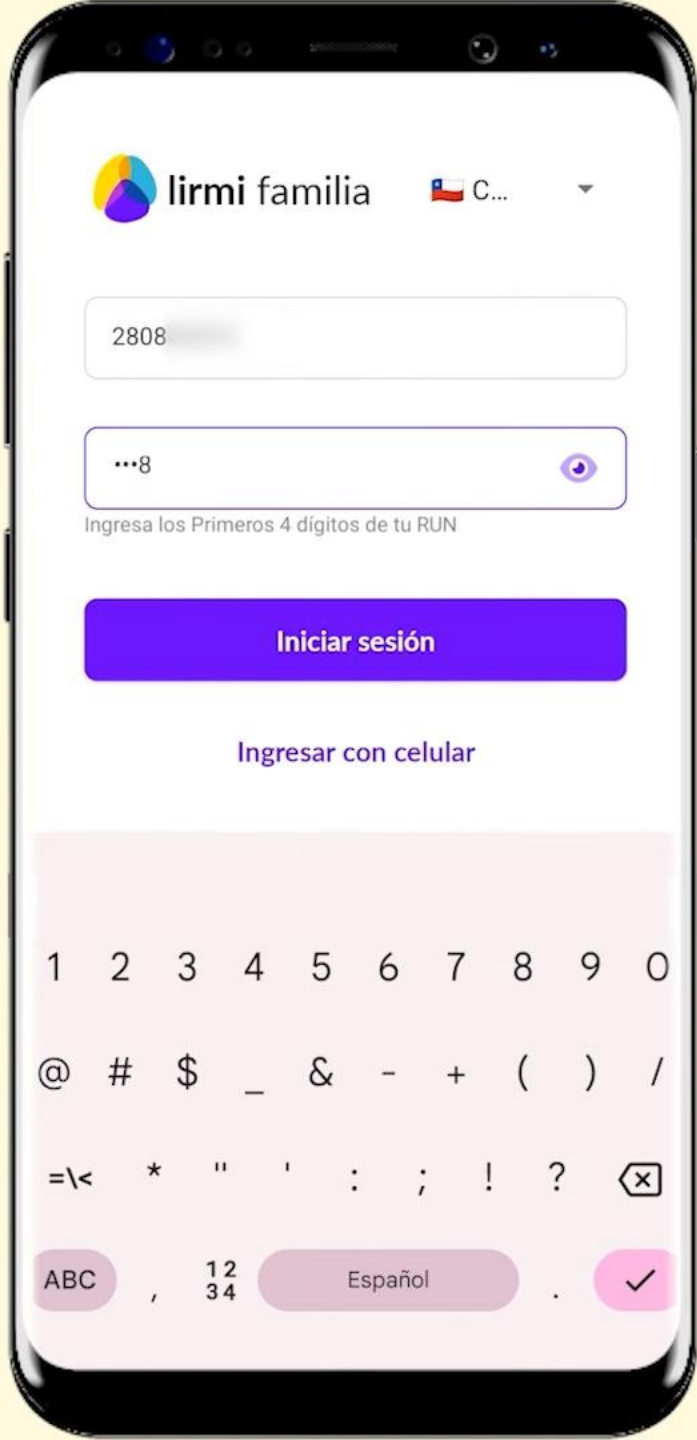 lirmi familia C...
2808
•••8
Ingresa los Primeros 4 dígitos de tu RUN
Iniciar sesión
Ingresar con celular
1 2 3 4 5 6 7 8 9 0
@ # $ _ & - + ( ) /
=\< * " ' : ; ! ?
ABC , 12 Español .
34